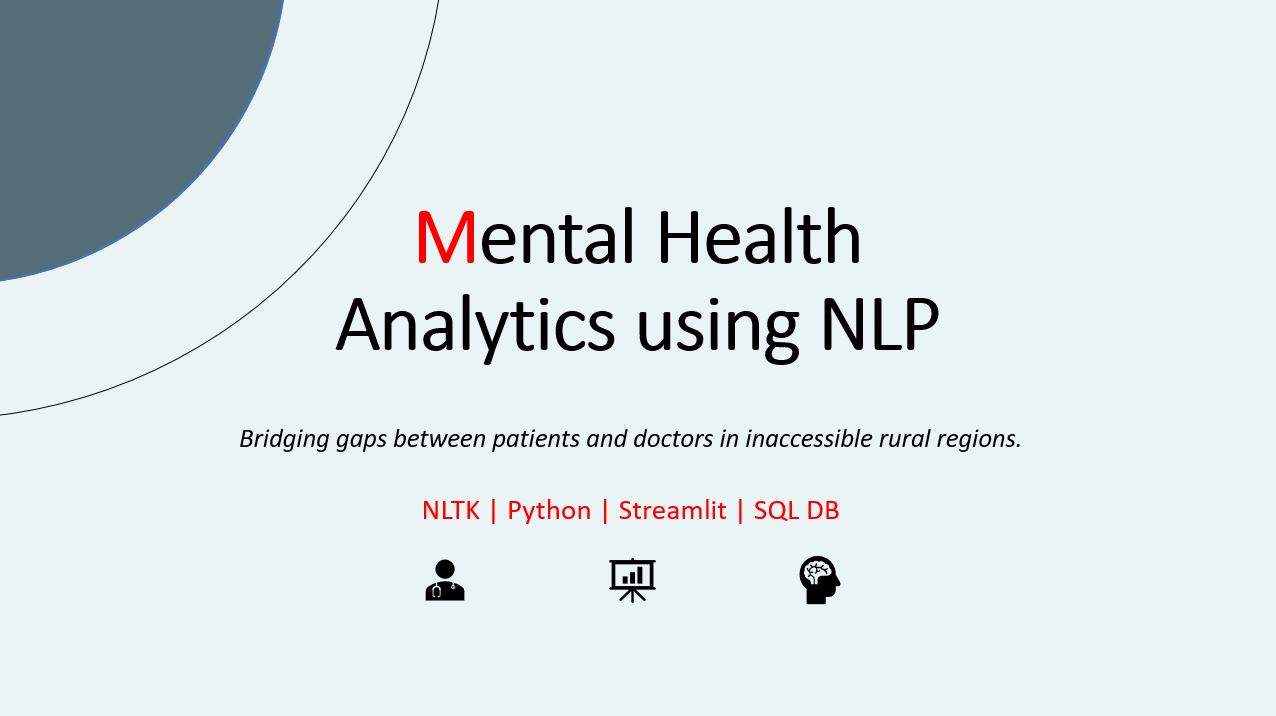 Mental Health
Analytics using NLP
Bridging gaps between patients and doctors in inaccessible rural regions.
NLTK | Python | Streamlit | SQL DB